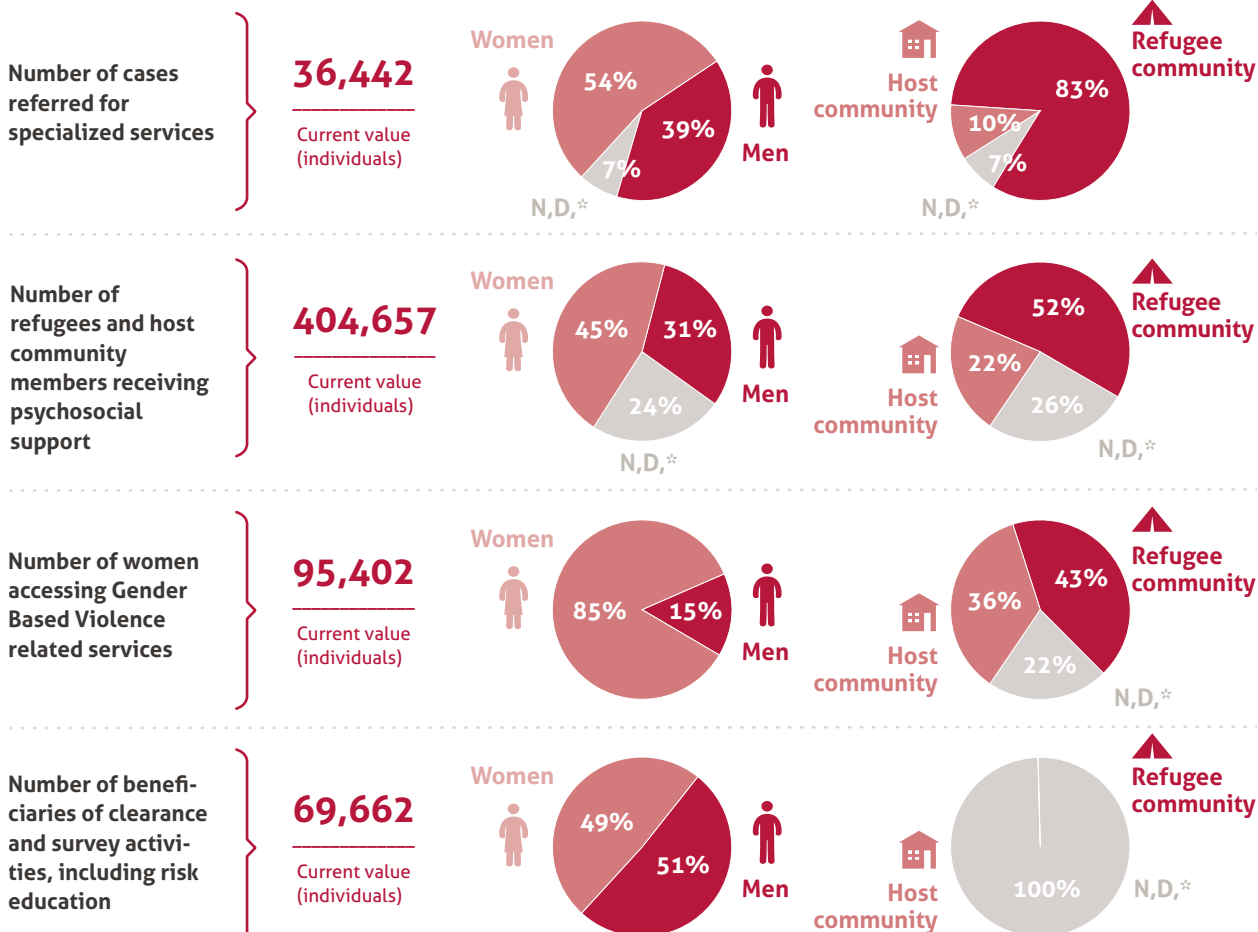 Number of cases
referred for
specialized services
36,442
Current value
(individuals)
Women
54%
39%
7%
Men
N,D,*
Host
community
83%
10%
7%
Refugee
community
N,D,*
Number of
refugees and host
community
members receiving
psychosocial
support
404,657
Current value
(individuals)
Women
45%
31%
24%
Men
N,D,*
Host
community
52%
22%
26%
Refugee
community
N,D,*
Number of women
accessing Gender
Based Violence
related services
95,402
Current value
(individuals)
Women
85%
15%
Men
Host
community
43%
36%
22%
Refugee
community
N,D,*
Number of benefi-
ciaries of clearance
and survey activi-
ties, including risk
education
69,662
Current value
(individuals)
Women
49%
51%
Men
Host
community
100%
Refugee
community
N,D,*